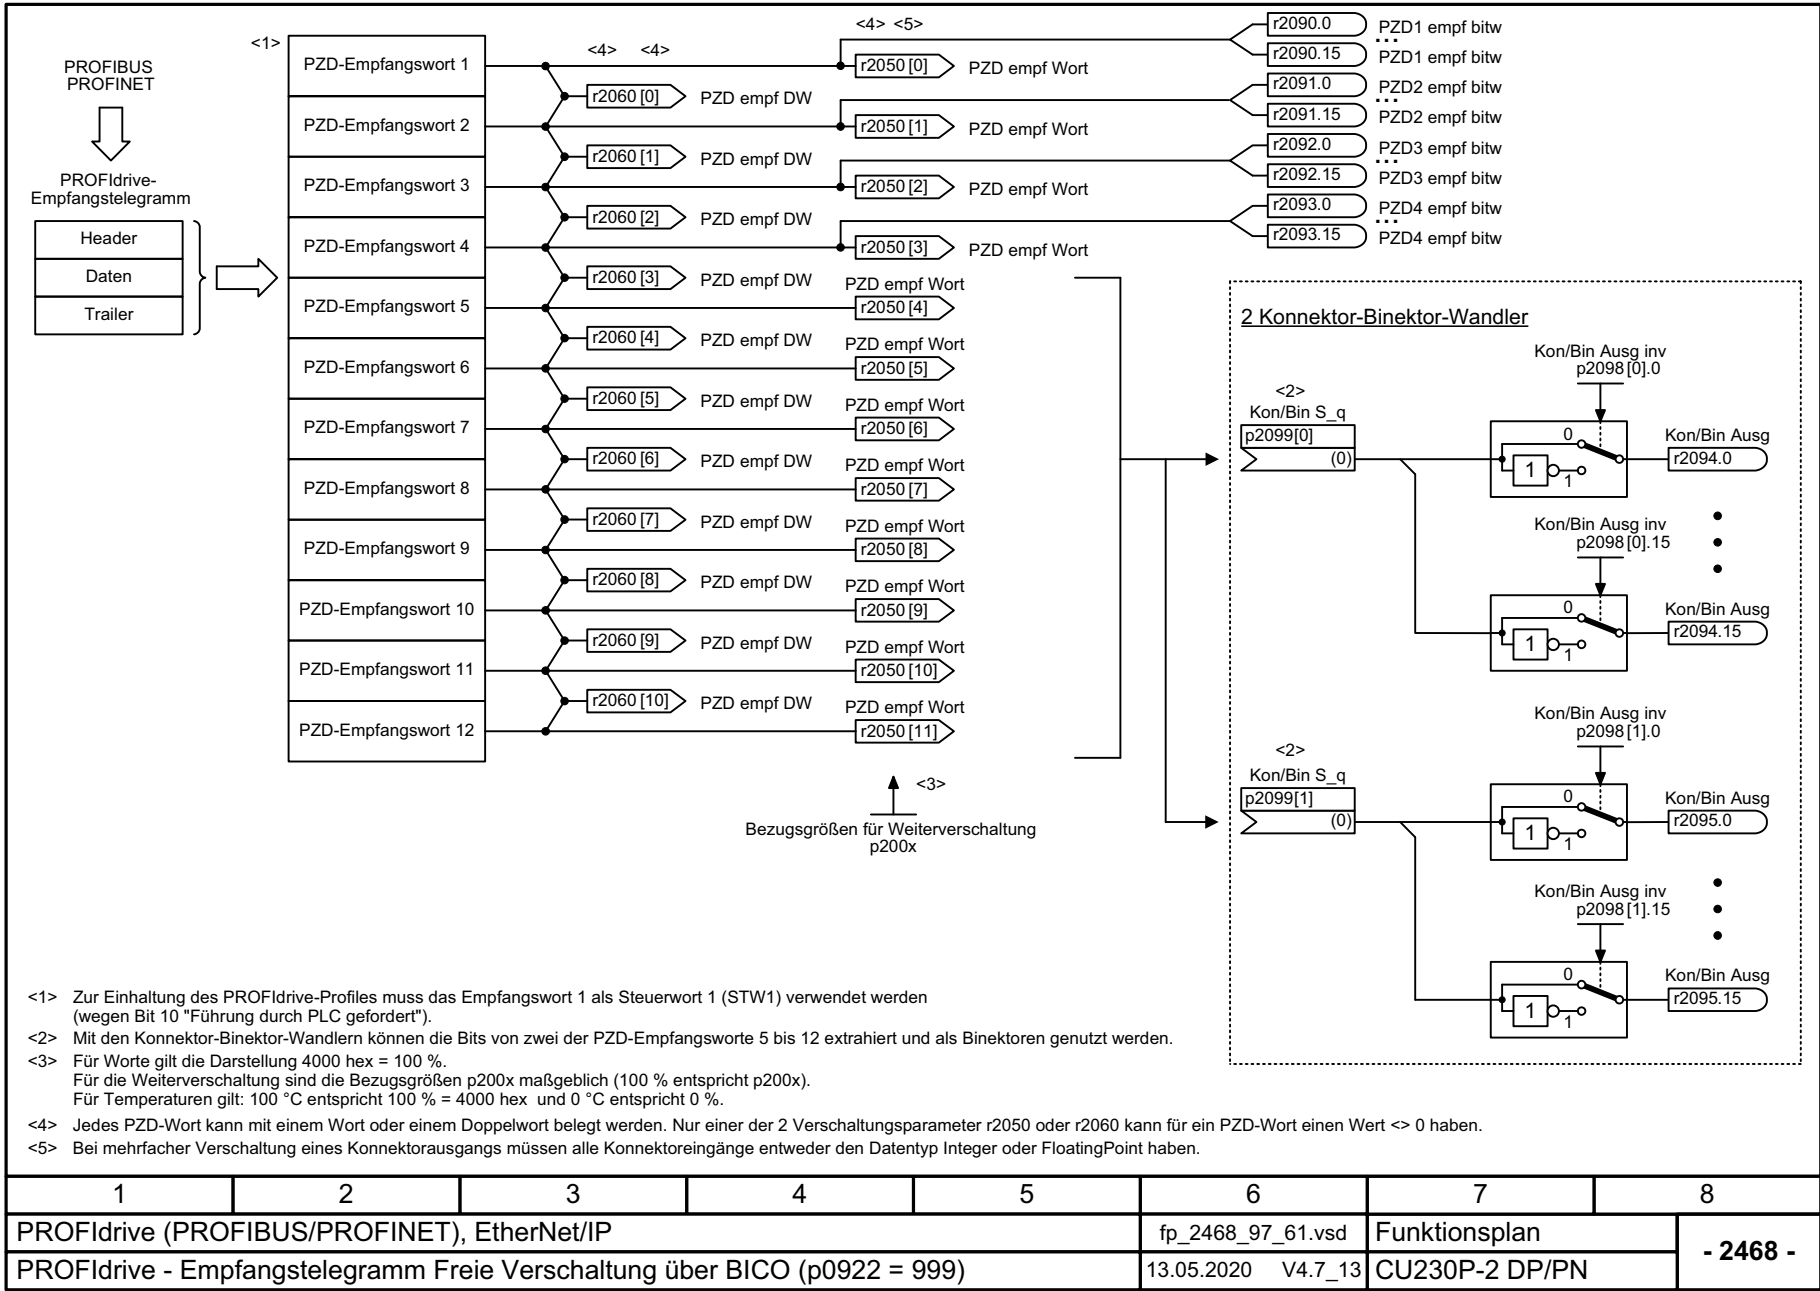 PROFIBUS
PROFINET
PROFIdrive-
Empfangstelegramm
Header
Daten
Trailer
<1>
PZD-Empfangswort 1
PZD-Empfangswort 2
PZD-Empfangswort 3
PZD-Empfangswort 4
PZD-Empfangswort 5
PZD-Empfangswort 6
PZD-Empfangswort 7
PZD-Empfangswort 8
PZD-Empfangswort 9
PZD-Empfangswort 10
PZD-Empfangswort 11
PZD-Empfangswort 12
<4> <4>
r2060 [0] PZD empf DW
r2060 [1] PZD empf DW
r2060 [2] PZD empf DW
r2060 [3] PZD empf DW
r2060 [4] PZD empf DW
r2060 [5] PZD empf DW
r2060 [6] PZD empf DW
r2060 [7] PZD empf DW
r2060 [8] PZD empf DW
r2060 [9] PZD empf DW
r2060 [10] PZD empf DW
<4> <5>
r2050 [0] PZD empf Wort
r2050 [1] PZD empf Wort
r2050 [2] PZD empf Wort
r2050 [3] PZD empf Wort
PZD empf Wort
r2050 [4]
PZD empf Wort
r2050 [5]
PZD empf Wort
r2050 [6]
PZD empf Wort
r2050 [7]
PZD empf Wort
r2050 [8]
PZD empf Wort
r2050 [9]
PZD empf Wort
r2050 [10]
PZD empf Wort
r2050 [11]
<3>
Bezugsgrößen für Weiterverschaltung
p200x
r2090.0 PZD1 empf bitw
...
r2090.15 PZD1 empf bitw
r2091.0 PZD2 empf bitw
...
r2091.15 PZD2 empf bitw
r2092.0 PZD3 empf bitw
...
r2092.15 PZD3 empf bitw
r2093.0 PZD4 empf bitw
...
r2093.15 PZD4 empf bitw
2 Konnektor-Binektor-Wandler
<2>
Kon/Bin S_q
p2099[0]
(0)
Kon/Bin Ausg inv
p2098 [0].0
0
1
1
Kon/Bin Ausg
r2094.0
Kon/Bin Ausg inv
p2098 [0].15
0
1
1
Kon/Bin Ausg
r2094.15
<2>
Kon/Bin S_q
p2099[1]
(0)
Kon/Bin Ausg inv
p2098 [1].0
0
1
1
Kon/Bin Ausg
r2095.0
Kon/Bin Ausg inv
p2098 [1].15
0
1
1
Kon/Bin Ausg
r2095.15
<1> Zur Einhaltung des PROFIdrive-Profiles muss das Empfangswort 1 als Steuerwort 1 (STW1) verwendet werden
(wegen Bit 10 "Führung durch PLC gefordert").
<2> Mit den Konnektor-Binektor-Wandlern können die Bits von zwei der PZD-Empfangsworte 5 bis 12 extrahiert und als Binektoren genutzt werden.
<3> Für Worte gilt die Darstellung 4000 hex = 100 %.
Für die Weiterverschaltung sind die Bezugsgrößen p200x maßgeblich (100 % entspricht p200x).
Für Temperaturen gilt: 100 °C entspricht 100 % = 4000 hex und 0 °C entspricht 0 %.
<4> Jedes PZD-Wort kann mit einem Wort oder einem Doppelwort belegt werden. Nur einer der 2 Verschaltungsparameter r2050 oder r2060 kann für ein PZD-Wort einen Wert <> 0 haben.
<5> Bei mehrfacher Verschaltung eines Konnektorausgangs müssen alle Konnektoreingänge entweder den Datentyp Integer oder FloatingPoint haben.
1 2 3 4 5 6 7 8
PROFIdrive (PROFIBUS/PROFINET), EtherNet/IP fp_2468_97_61.vsd Funktionsplan
- 2468 -
PROFIdrive - Empfangstelegramm Freie Verschaltung über BICO (p0922 = 999) 13.05.2020 V4.7_13 CU230P-2 DP/PN